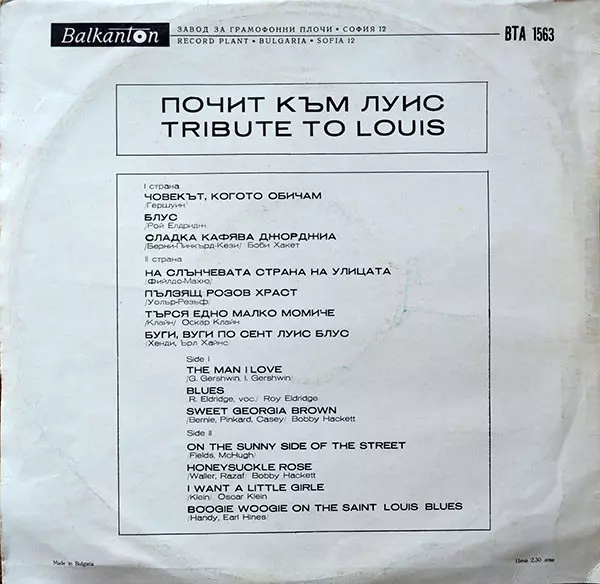 Balkanton
ЗАВОД ЗА ГРАМОФОННИ ПЛОЧИ • СОФИЯ 12
RECORD PLANT • BULGARIA • SOFIA 12
ВТА 1563
ПОЧИТ КЪМ ЛУИС
TRIBUTE TO LOUIS
I страна
ЧОВЕКЪТ, КОГОТО ОБИЧАМ
/Гершуин/
БЛУС
/Рой Елдридж/
СЛАДКА КАФЯВА ДЖОРДЖИА
/Берни-Пинкърд-Кези/ Боби Хакет
II страна
НА СЛЪНЧЕВАТА СТРАНА НА УЛИЦАТА
/Фийлдс-Махю/
ПЪЛЗЯЩ РОЗОВ ХРАСТ
/Уолър-Резъф/
ТЪРСЯ ЕДНО МАЛКО МОМИЧЕ
/Клайн/ Оскар Клайн
БУГИ, ВУГИ ПО СЕНТ ЛУИС БЛУС
/Хенди, Ърл Хайнс/
Side I
THE MAN I LOVE
/G. Gershwin, I. Gershwin/
BLUES
R. Eldridge, voc./ Roy Eldridge
SWEET GEORGIA BROWN
/Bernie, Pinkard, Casey/ Bobby Hackett
Side II
ON THE SUNNY SIDE OF THE STREET
/Fields, McHugh/
HONEYSUCKLE ROSE
/Waller, Razaf/ Bobby Hackett
I WANT A LITTLE GIRLE
/Klein/ Oscar Klein
BOOGIE WOOGIE ON THE SAINT LOUIS BLUES
/Handy, Earl Hines/
Made in Bulgaria
Цена 2,30 лева